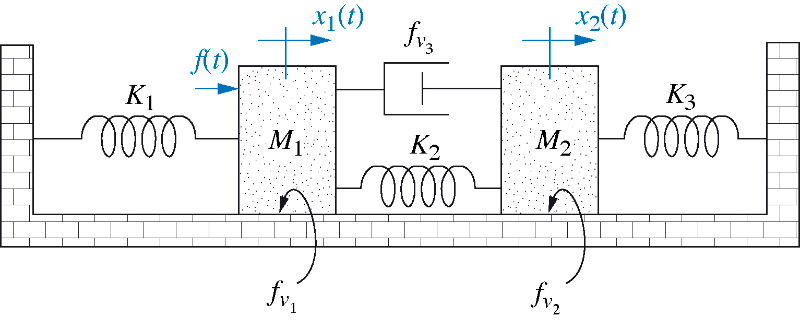 x₁(t)
x₂(t)
f(t)
fᵥ₃
K₁
K₃
M₁
K₂
M₂
fᵥ₁
fᵥ₂